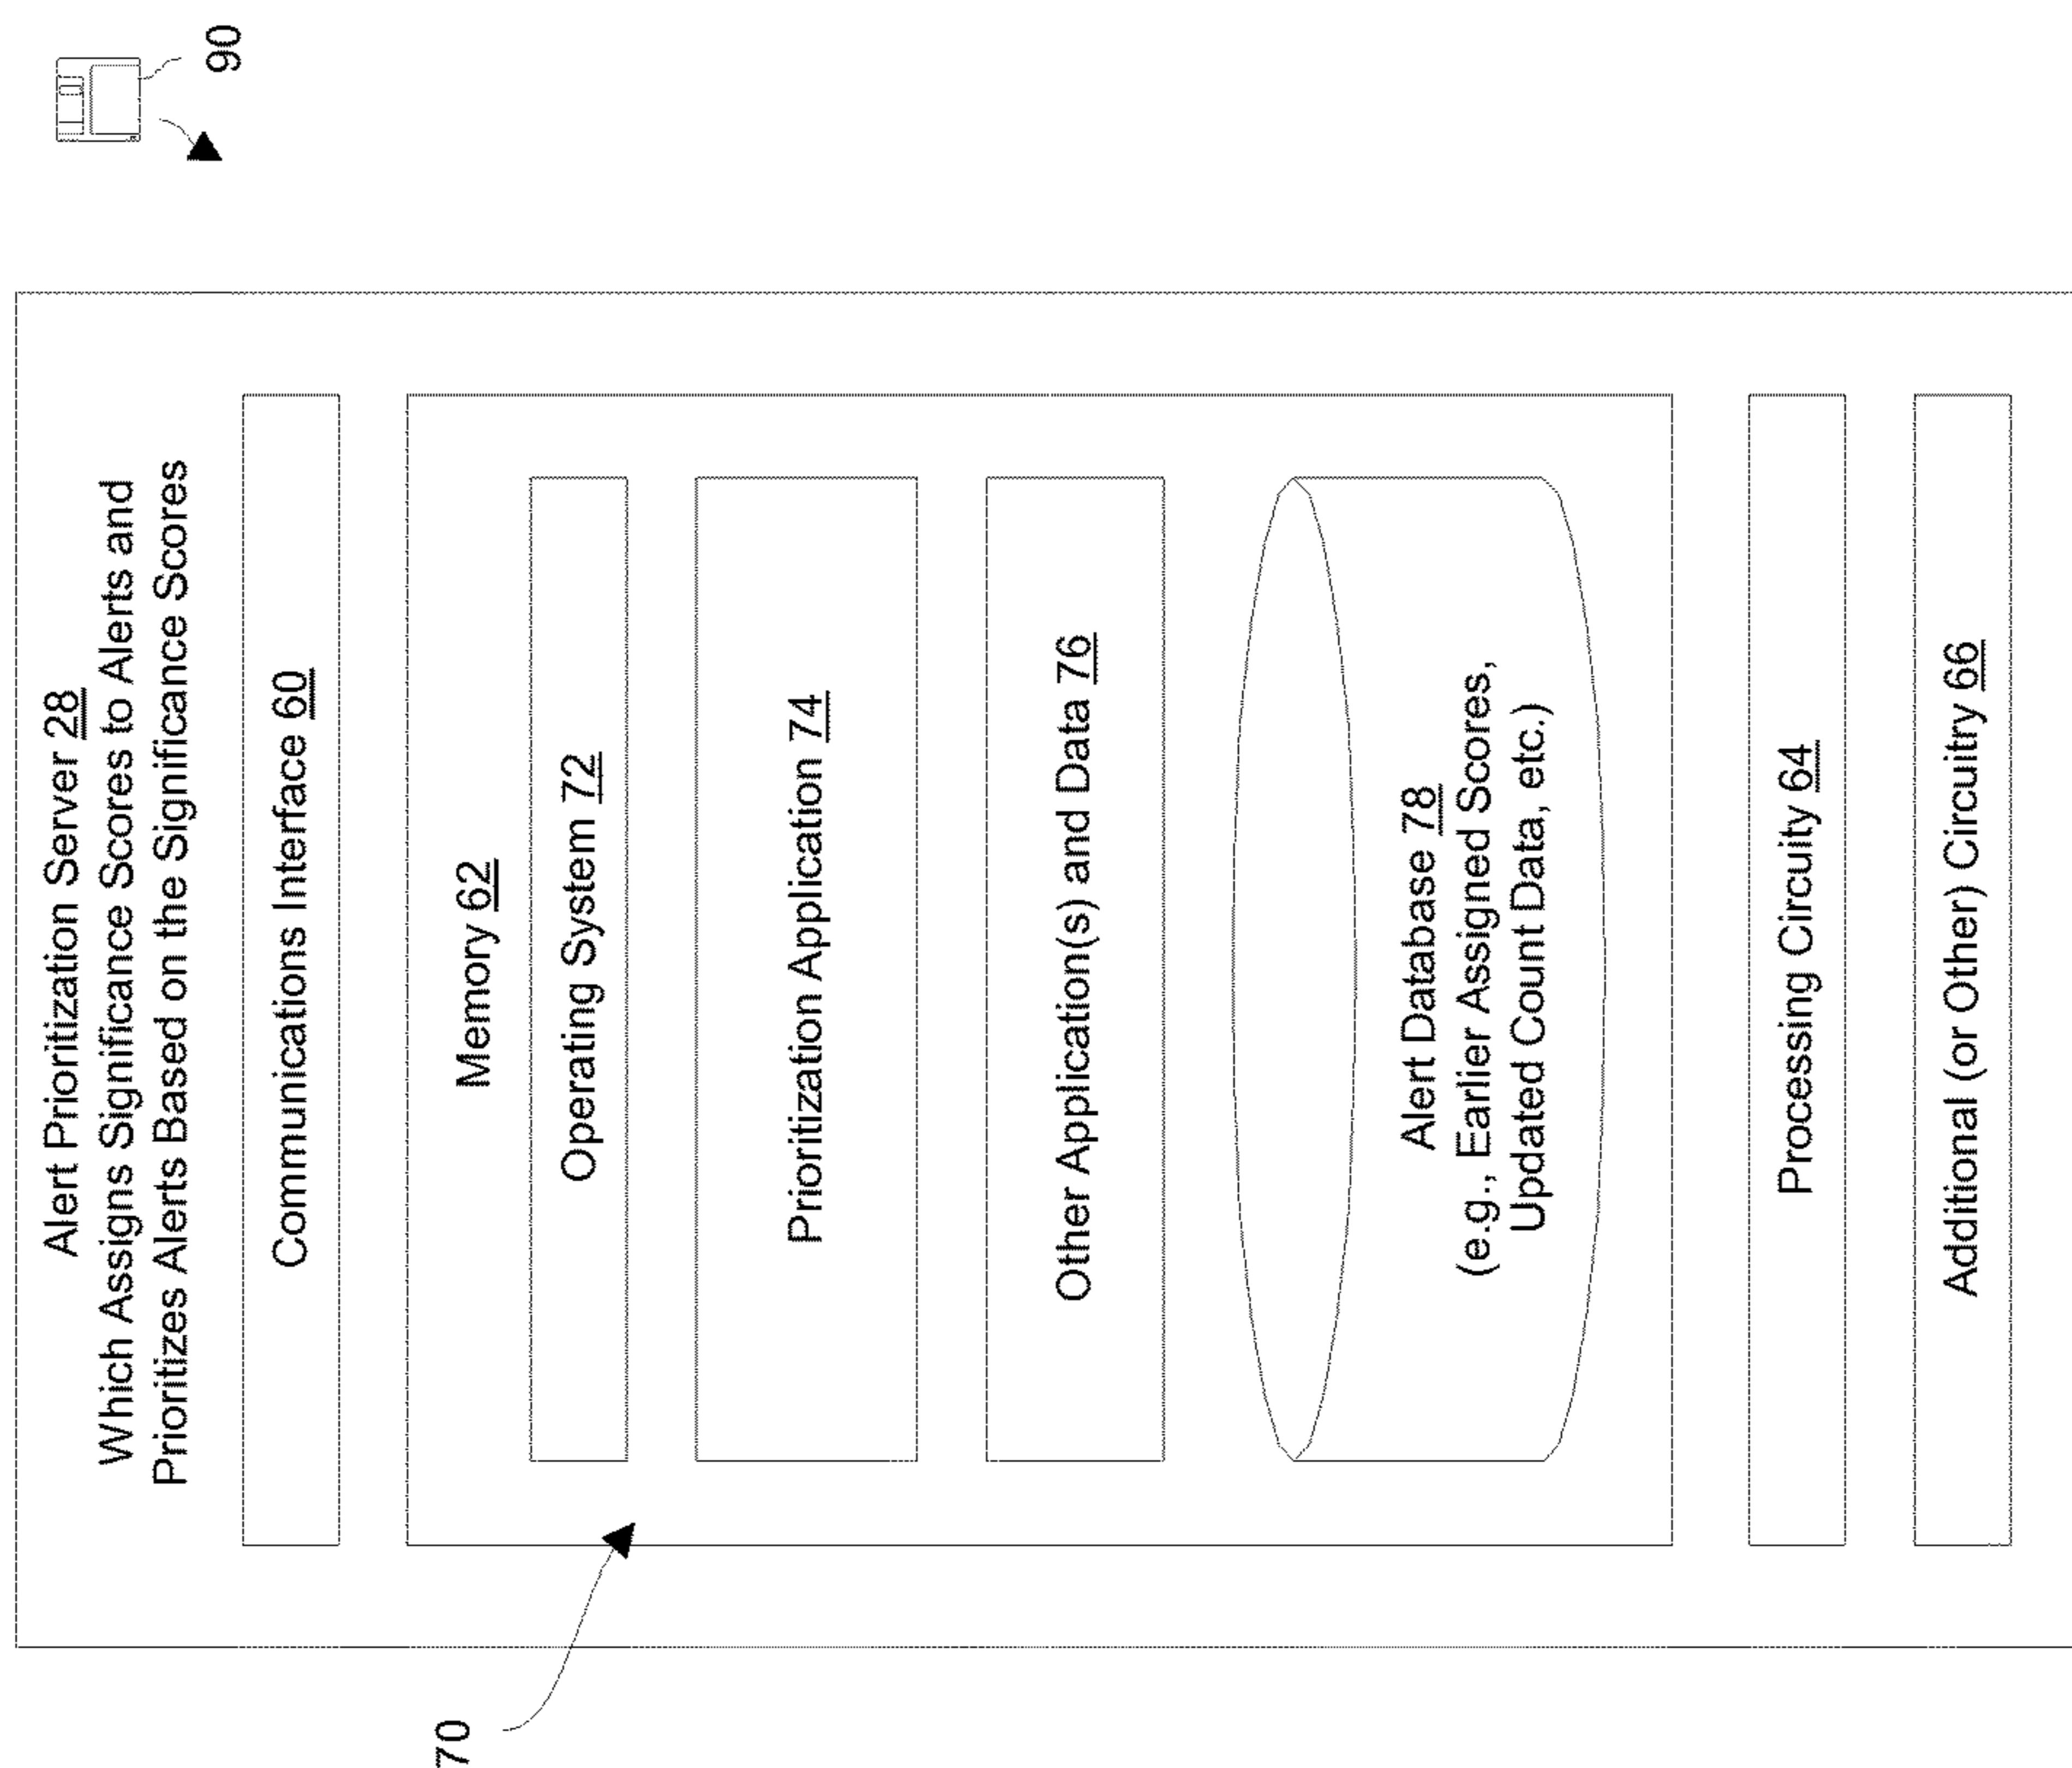 90
Alert Prioritization Server 28
Which Assigns Significance Scores to Alerts and
Prioritizes Alerts Based on the Significance Scores
Communications Interface 60
70
Memory 62
Operating System 72
Prioritization Application 74
Other Application(s) and Data 76
Alert Database 78
(e.g., Earlier Assigned Scores,
Updated Count Data, etc.)
Processing Circuity 64
Additional (or Other) Circuitry 66